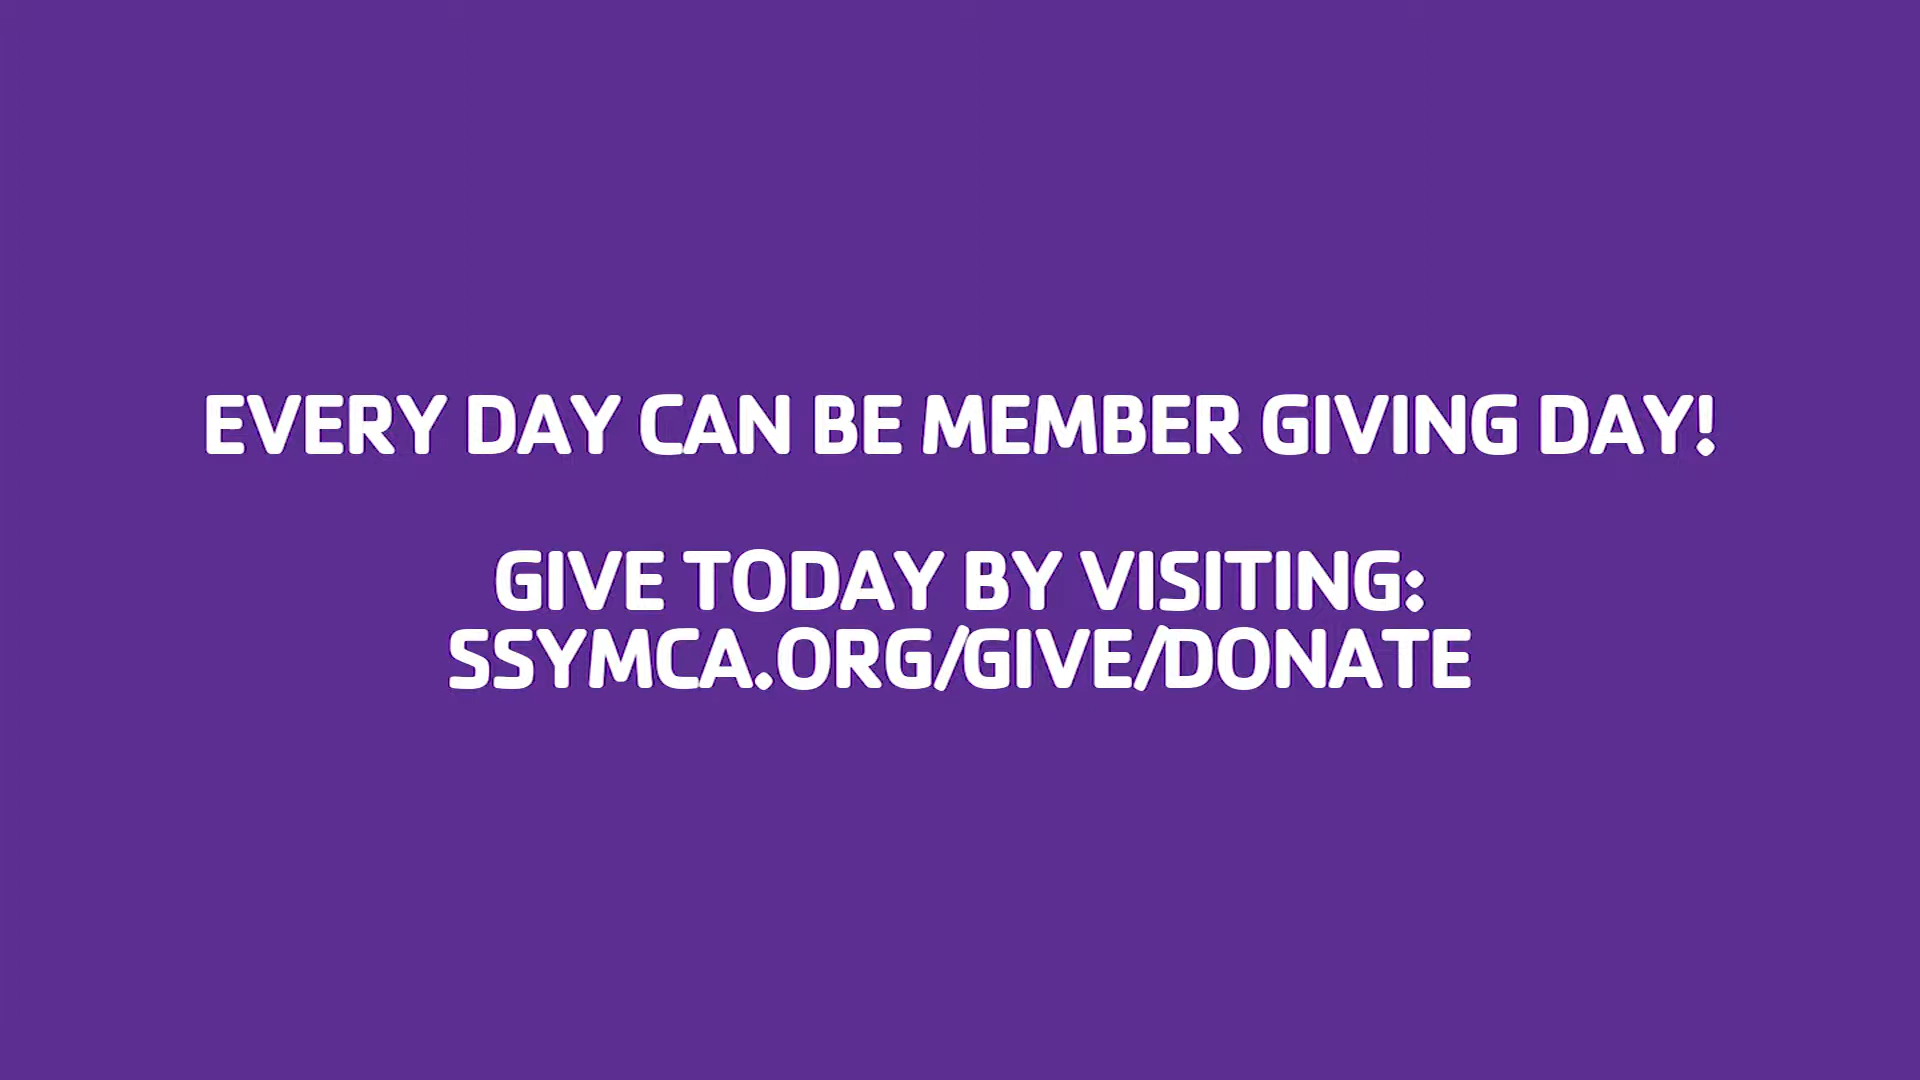 EVERY DAY CAN BE MEMBER GIVING DAY!
GIVE TODAY BY VISITING:
SSYMCA.ORG/GIVE/DONATE